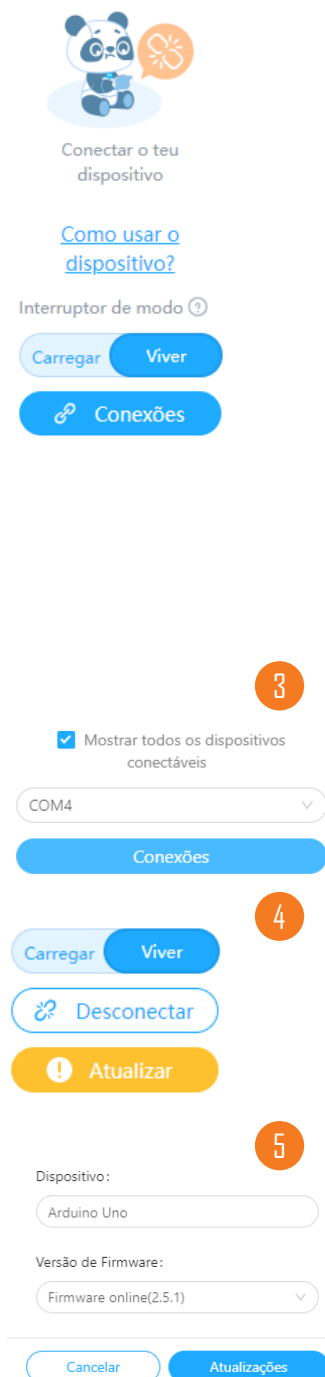 Conectar o teu
dispositivo
Como usar o
dispositivo?
Interruptor de modo ?
Carregar Viver
Conexões
3
Mostrar todos os dispositivos
conectáveis
COM4
Conexões
4
Carregar Viver
Desconectar
! Atualizar
5
Dispositivo:
Arduino Uno
Versão de Firmware:
Firmware online(2.5.1)
Cancelar Atualizações